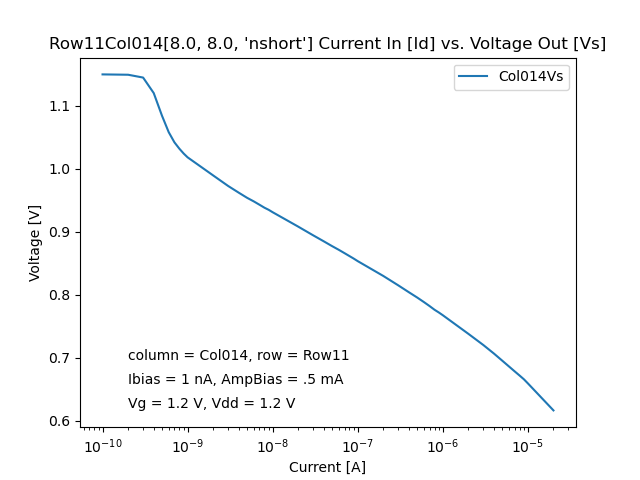 Row11Col014[8.0, 8.0, 'nshort'] Current In [Id] vs. Voltage Out [Vs]
Col014Vs
1.1
1.0
0.9
0.8
0.7
0.6
Voltage [V]
column = Col014, row = Row11
Ibias = 1 nA, AmpBias = .5 mA
Vg = 1.2 V, Vdd = 1.2 V
10⁻¹⁰ 10⁻⁹ 10⁻⁸ 10⁻⁷ 10⁻⁶ 10⁻⁵
Current [A]